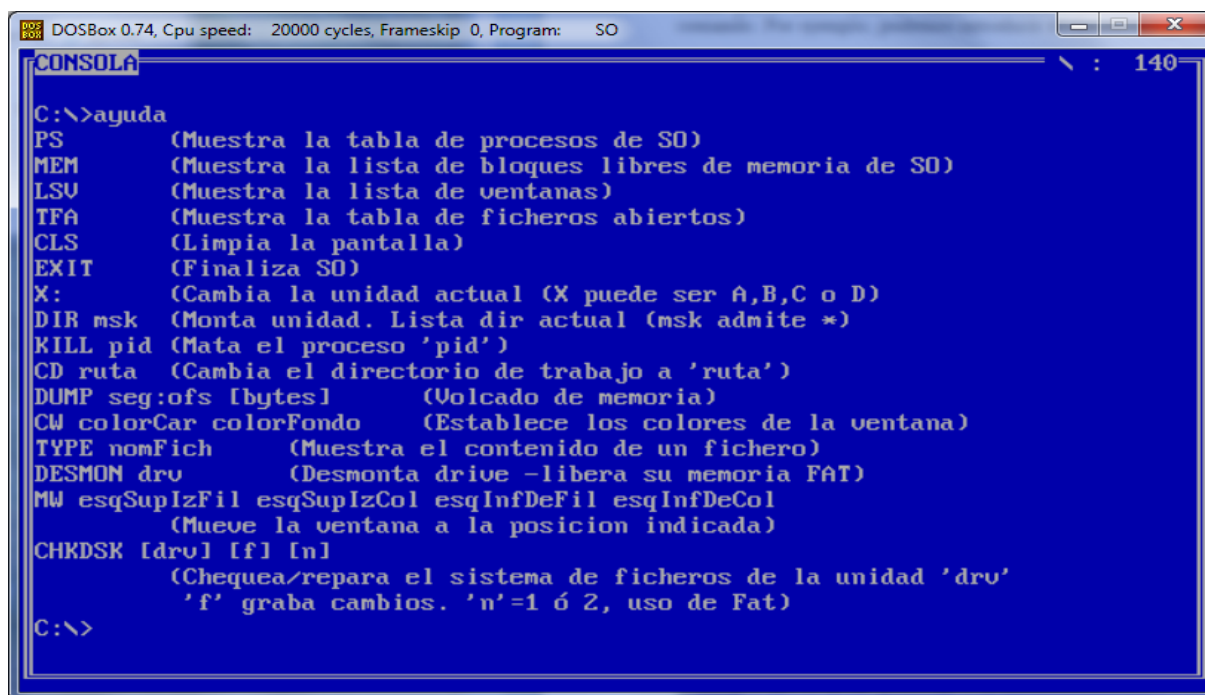 DOSBox 0.74, Cpu speed: 20000 cycles, Frameskip 0, Program: SO
CONSOLA \ : 140
C:\>ayuda
PS (Muestra la tabla de procesos de SO)
MEM (Muestra la lista de bloques libres de memoria de SO)
LSV (Muestra la lista de ventanas)
TFA (Muestra la tabla de ficheros abiertos)
CLS (Limpia la pantalla)
EXIT (Finaliza SO)
X: (Cambia la unidad actual (X puede ser A,B,C o D)
DIR msk (Monta unidad. Lista dir actual (msk admite *)
KILL pid (Mata el proceso 'pid')
CD ruta (Cambia el directorio de trabajo a 'ruta')
DUMP seg:ofs [bytes] (Volcado de memoria)
CW colorCar colorFondo (Establece los colores de la ventana)
TYPE nomFich (Muestra el contenido de un fichero)
DESMON drv (Desmonta drive -libera su memoria FAT)
MW esqSupIzFil esqSupIzCol esqInfDeFil esqInfDeCol
(Mueve la ventana a la posicion indicada)
CHKDSK [drv] [f] [n]
(Chequea/repara el sistema de ficheros de la unidad 'drv'
'f' graba cambios. 'n'=1 ó 2, uso de Fat)
C:\>